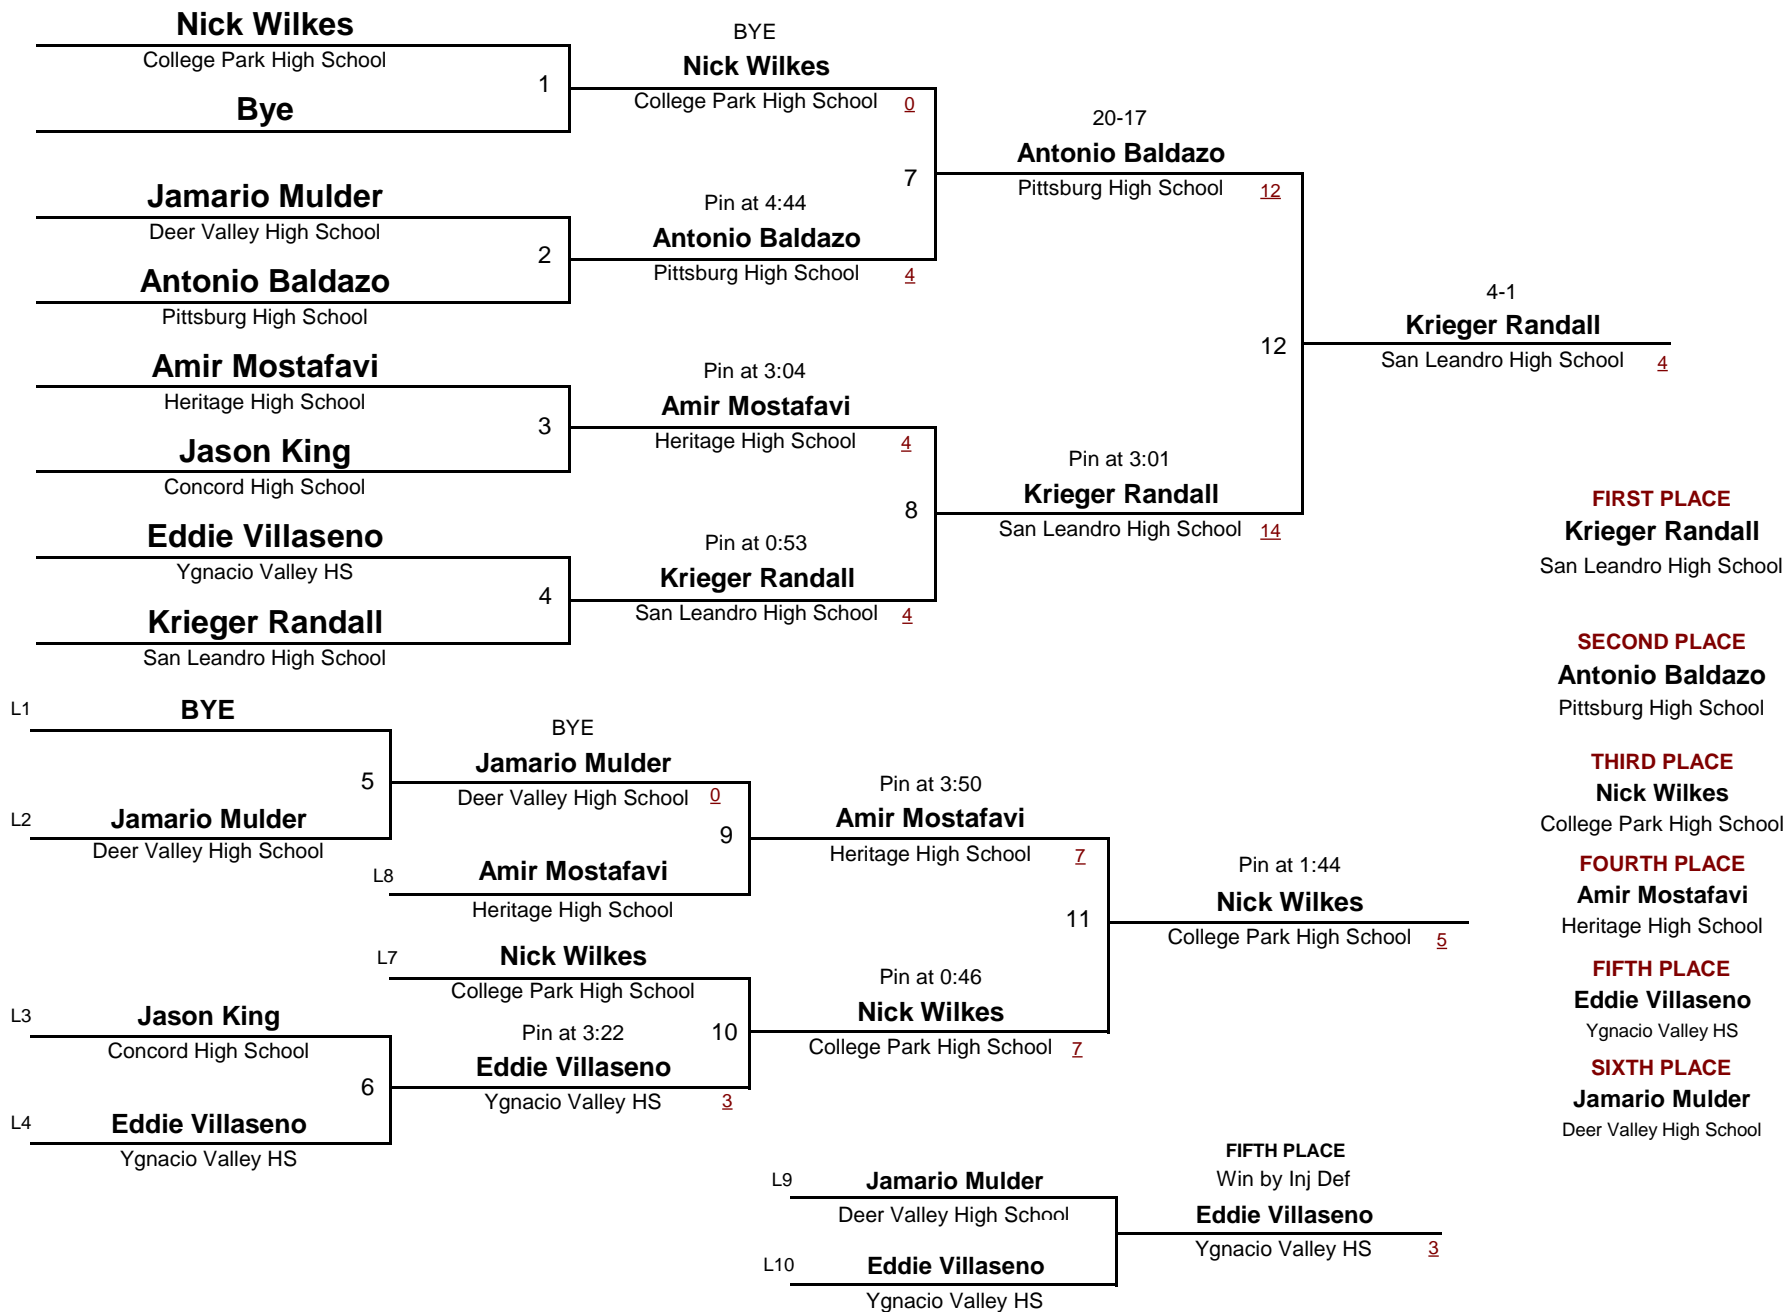 Nick Wilkes
College Park High School
1
Bye
BYE
Nick Wilkes
College Park High School 0
Jamario Mulder
Deer Valley High School
2
Antonio Baldazo
Pittsburg High School
7
Pin at 4:44
Antonio Baldazo
Pittsburg High School 4
20-17
Antonio Baldazo
Pittsburg High School 12
Amir Mostafavi
Heritage High School
3
Jason King
Concord High School
Pin at 3:04
Amir Mostafavi
Heritage High School 4
Eddie Villaseno
Ygnacio Valley HS
4
Krieger Randall
San Leandro High School
8
Pin at 0:53
Krieger Randall
San Leandro High School 4
Pin at 3:01
Krieger Randall
San Leandro High School 14
12
4-1
Krieger Randall
San Leandro High School 4
FIRST PLACE
Krieger Randall
San Leandro High School
SECOND PLACE
Antonio Baldazo
Pittsburg High School
THIRD PLACE
Nick Wilkes
College Park High School
FOURTH PLACE
Amir Mostafavi
Heritage High School
FIFTH PLACE
Eddie Villaseno
Ygnacio Valley HS
SIXTH PLACE
Jamario Mulder
Deer Valley High School
L1 BYE
5
L2 Jamario Mulder
Deer Valley High School
BYE
Jamario Mulder
Deer Valley High School 0
9
L8 Amir Mostafavi
Heritage High School
Pin at 3:50
Amir Mostafavi
Heritage High School 7
L7 Nick Wilkes
College Park High School
L3 Jason King
Concord High School
6
L4 Eddie Villaseno
Ygnacio Valley HS
10
Pin at 3:22
Eddie Villaseno
Ygnacio Valley HS 3
11
Pin at 0:46
Nick Wilkes
College Park High School 7
Pin at 1:44
Nick Wilkes
College Park High School 5
L9 Jamario Mulder
Deer Valley High School
L10 Eddie Villaseno
Ygnacio Valley HS
FIFTH PLACE
Win by Inj Def
Eddie Villaseno
Ygnacio Valley HS 3